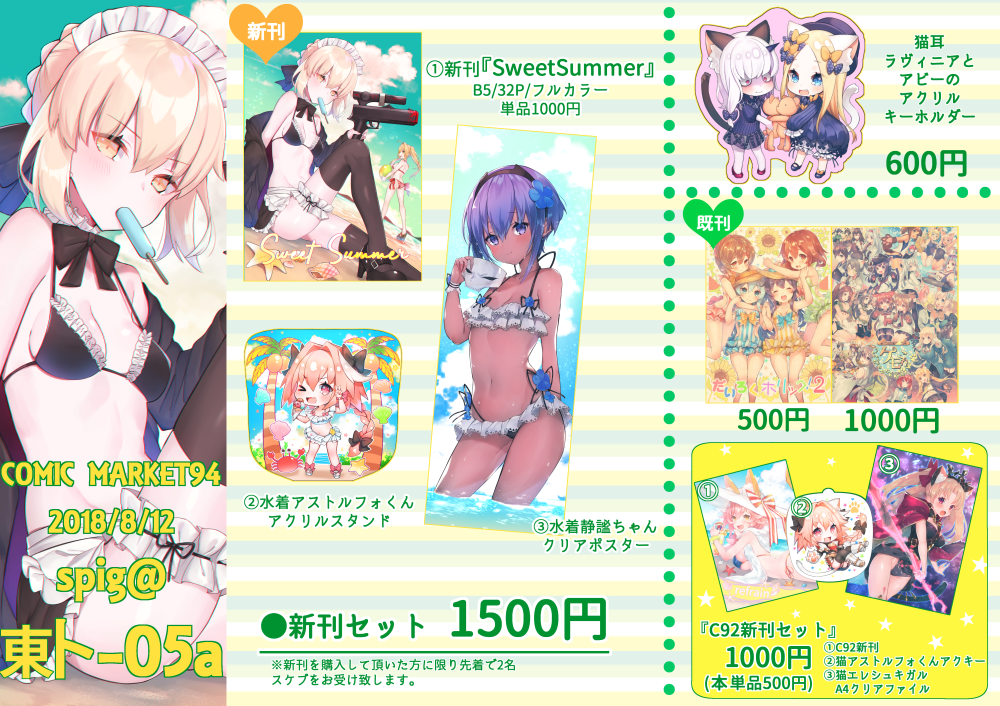 COMIC MARKET94
2018/8/12
spig@
東ト-05a
新刊
①新刊『SweetSummer』
B5/32P/フルカラー
単品1000円
Sweet Summer
②水着アストルフォくん
アクリルスタンド
③水着静謐ちゃん
クリアポスター
●新刊セット 1500円
※新刊を購入して頂いた方に限り先着で2名
スケブをお受け致します。
猫耳
ラヴィニアと
アビーの
アクリル
キーホルダー
600円
既刊
500円
1000円
①
②
③
refrain
『C92新刊セット』
1000円
(本単品500円)
①C92新刊
②猫アストルフォくんアクキー
③猫エレシュキガル
A4クリアファイル